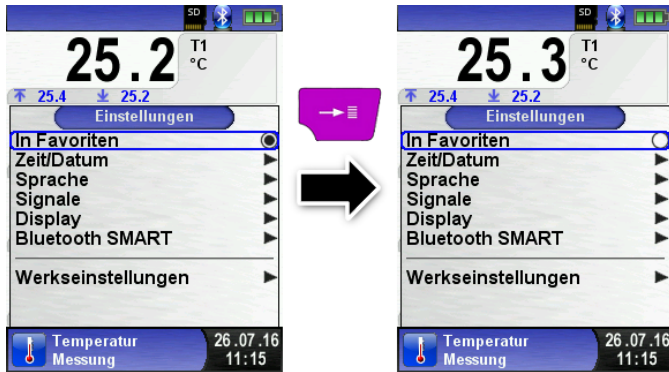 SD
25.2 T1
°C
25.4 25.2
Einstellungen
In Favoriten
Zeit/Datum
Sprache
Signale
Display
Bluetooth SMART
Werkseinstellungen
Temperatur
Messung
26.07.16
11:15
SD
25.3 T1
°C
25.4 25.2
Einstellungen
In Favoriten
Zeit/Datum
Sprache
Signale
Display
Bluetooth SMART
Werkseinstellungen
Temperatur
Messung
26.07.16
11:15